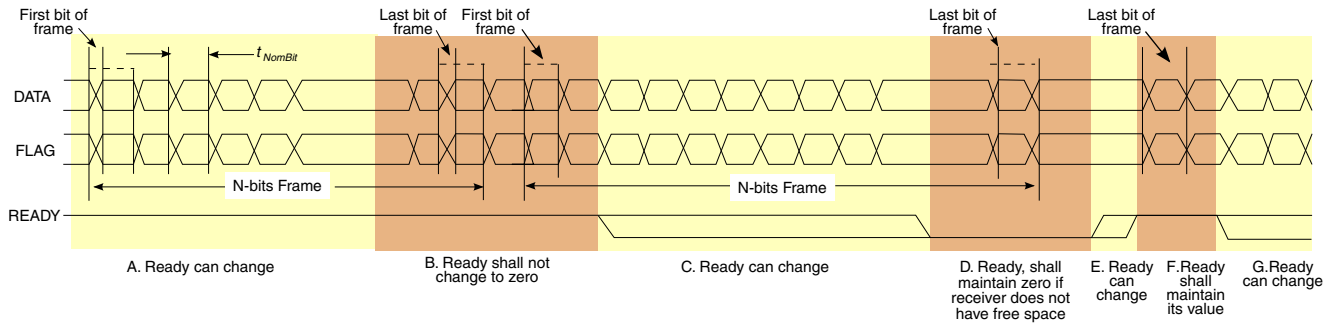 First bit of
frame
t NomBit
Last bit of
frame
First bit of
frame
Last bit of
frame
Last bit of
frame
DATA
FLAG
N-bits Frame
N-bits Frame
READY
A. Ready can change
B. Ready shall not
change to zero
C. Ready can change
D. Ready, shall
maintain zero if
receiver does not
have free space
E. Ready
can
change
F.Ready
shall
maintain
its value
G.Ready
can change